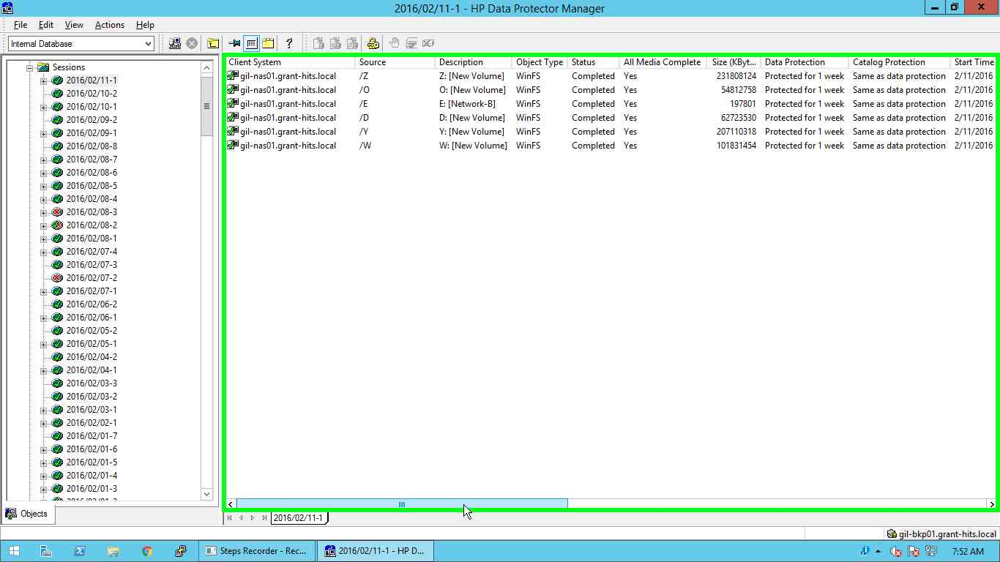 2016/02/11-1 - HP Data Protector Manager
File Edit View Actions Help
Internal Database
Sessions
2016/02/11-1
2016/02/10-2
2016/02/10-1
2016/02/09-2
2016/02/09-1
2016/02/08-8
2016/02/08-7
2016/02/08-6
2016/02/08-5
2016/02/08-4
2016/02/08-3
2016/02/08-2
2016/02/08-1
2016/02/07-4
2016/02/07-3
2016/02/07-2
2016/02/07-1
2016/02/06-2
2016/02/06-1
2016/02/05-2
2016/02/05-1
2016/02/04-2
2016/02/04-1
2016/02/03-3
2016/02/03-2
2016/02/03-1
2016/02/02-1
2016/02/01-7
2016/02/01-6
2016/02/01-5
2016/02/01-4
2016/02/01-3
Objects
Client System Source Description Object Type Status All Media Complete Size (KByt... Data Protection Catalog Protection Start Time
gil-nas01.grant-hits.local /Z Z: [New Volume] WinFS Completed Yes 231808124 Protected for 1 week Same as data protection 2/11/2016
gil-nas01.grant-hits.local /O O: [New Volume] WinFS Completed Yes 54812758 Protected for 1 week Same as data protection 2/11/2016
gil-nas01.grant-hits.local /E E: [Network-B] WinFS Completed Yes 197801 Protected for 1 week Same as data protection 2/11/2016
gil-nas01.grant-hits.local /D D: [New Volume] WinFS Completed Yes 62723530 Protected for 1 week Same as data protection 2/11/2016
gil-nas01.grant-hits.local /Y Y: [New Volume] WinFS Completed Yes 207110318 Protected for 1 week Same as data protection 2/11/2016
gil-nas01.grant-hits.local /W W: [New Volume] WinFS Completed Yes 101831454 Protected for 1 week Same as data protection 2/11/2016
2016/02/11-1
gil-bkp01.grant-hits.local
Steps Recorder - Rec... 2016/02/11-1 - HP D... 7:52 AM